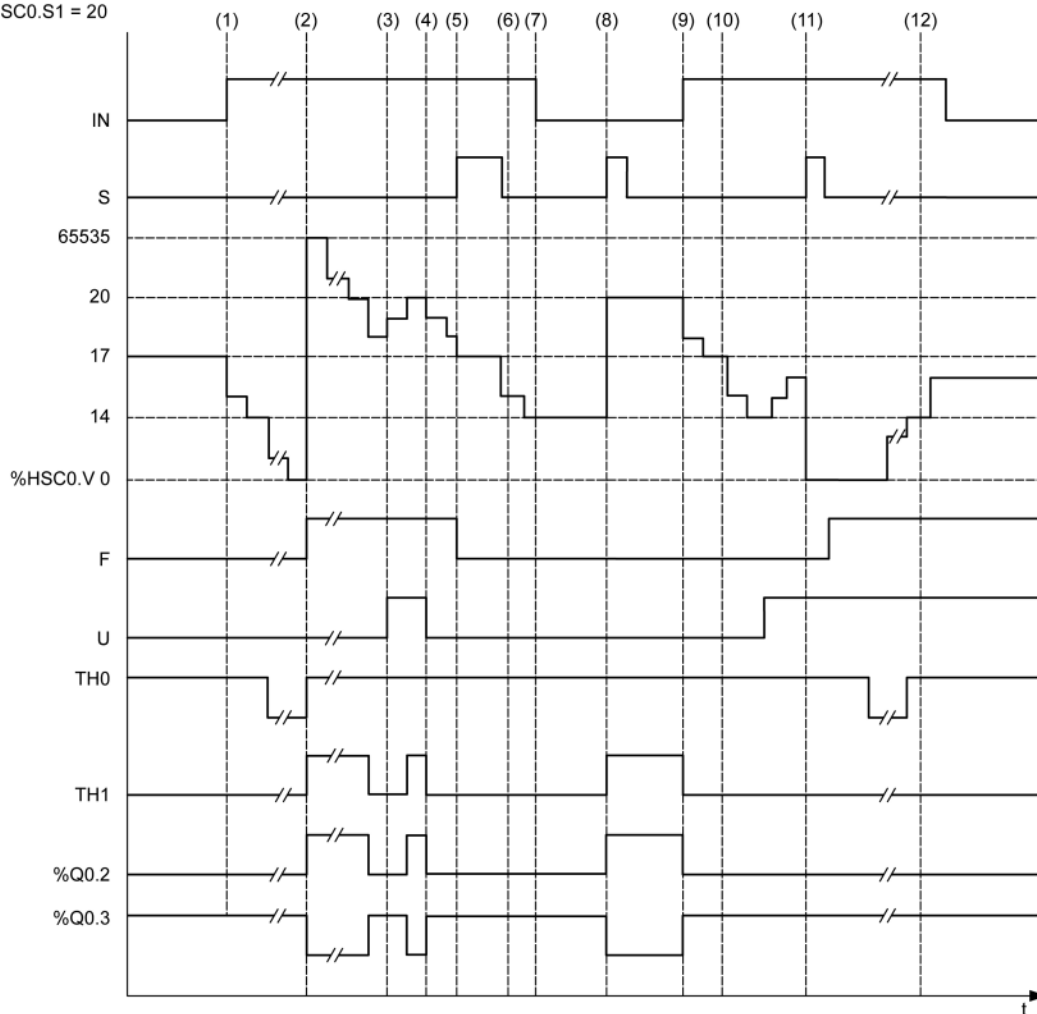 SC0.S1 = 20
(1) (2) (3) (4) (5) (6) (7) (8) (9) (10) (11) (12)
IN
S
65535
20
17
14
%HSC0.V 0
F
U
TH0
TH1
%Q0.2
%Q0.3
t